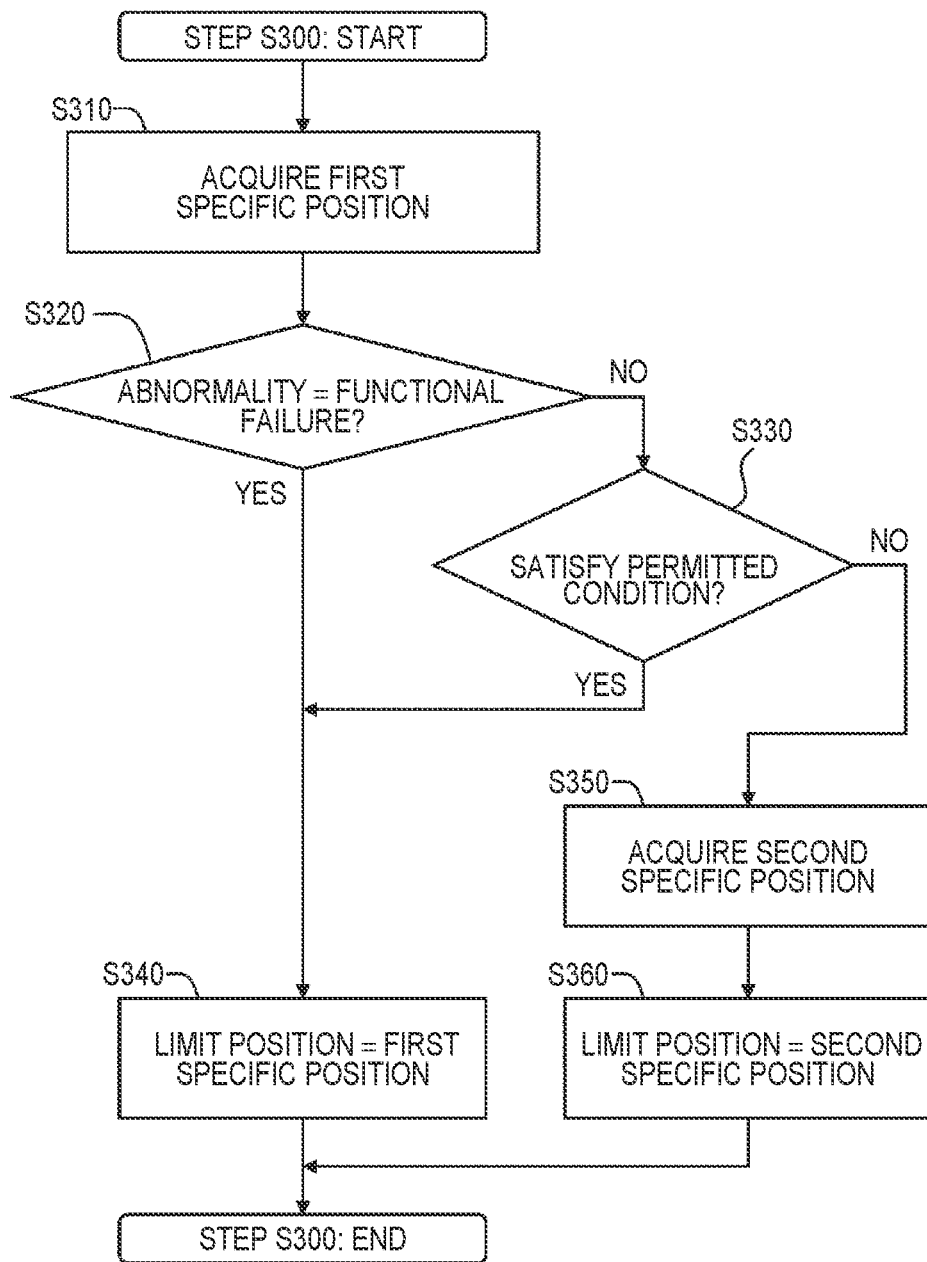 STEP S300: START
S310
ACQUIRE FIRST
SPECIFIC POSITION
S320
ABNORMALITY = FUNCTIONAL
FAILURE?
NO
YES
S330
SATISFY PERMITTED
CONDITION?
NO
YES
S350
ACQUIRE SECOND
SPECIFIC POSITION
S340
LIMIT POSITION = FIRST
SPECIFIC POSITION
S360
LIMIT POSITION = SECOND
SPECIFIC POSITION
STEP S300: END